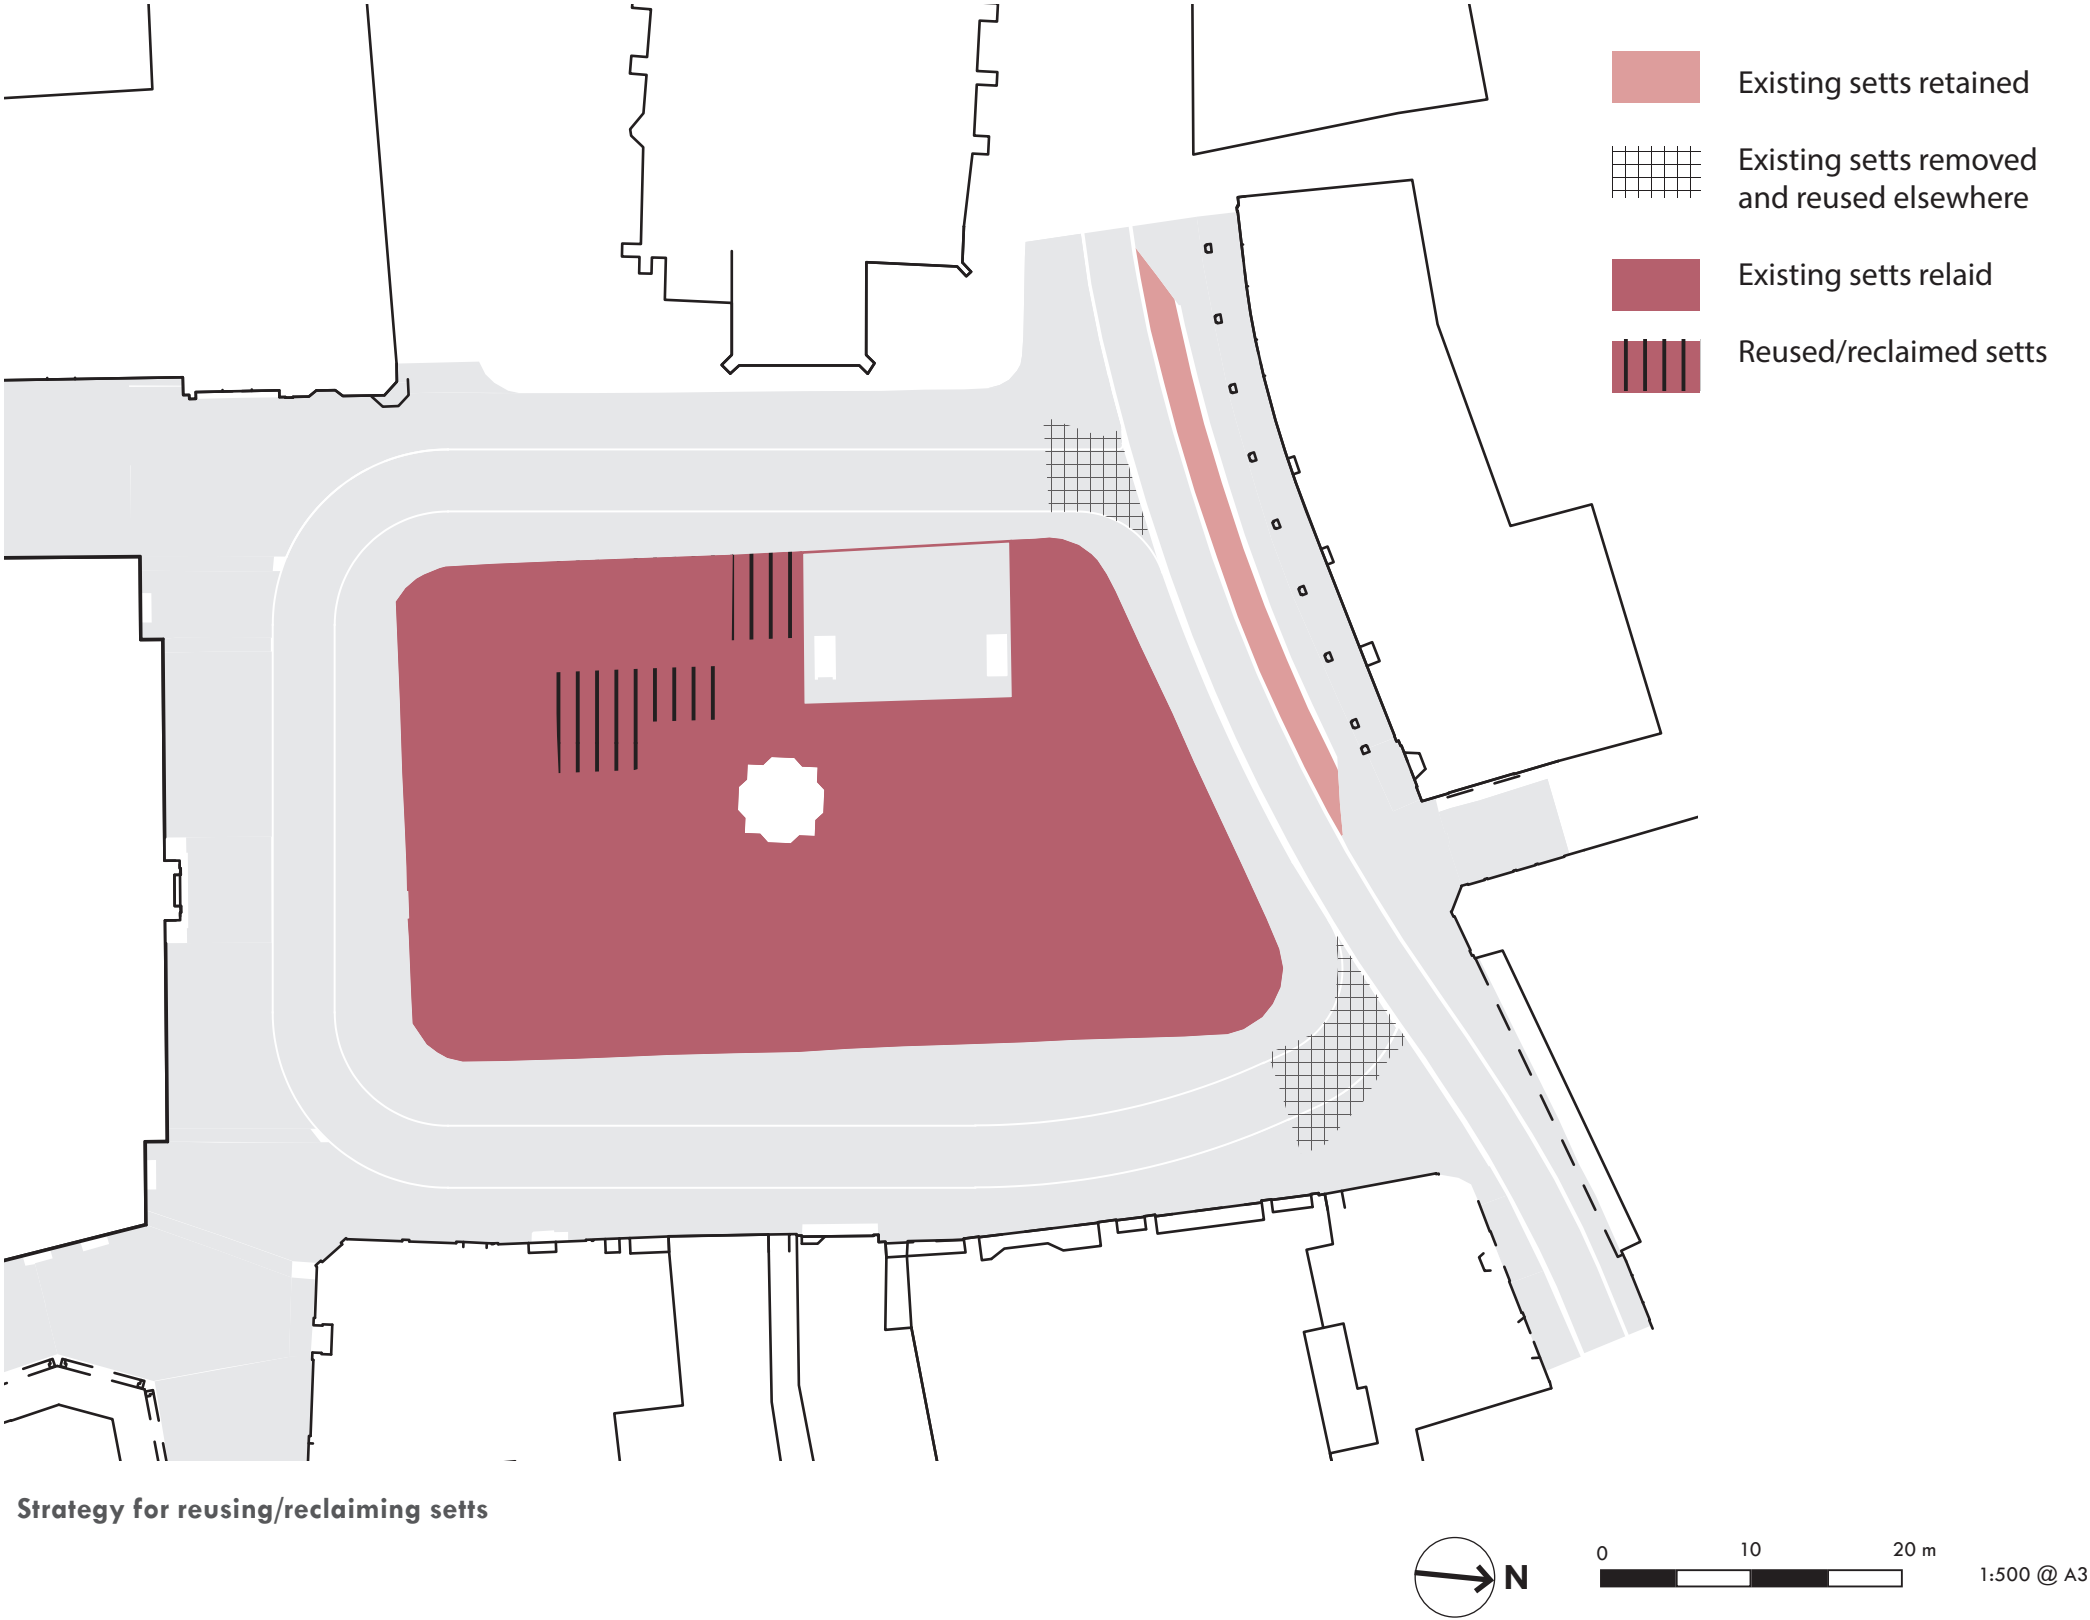 Existing setts retained
Existing setts removed
and reused elsewhere
Existing setts relaid
Reused/reclaimed setts
Strategy for reusing/reclaiming setts
N
0 10 20 m
1:500 @ A3